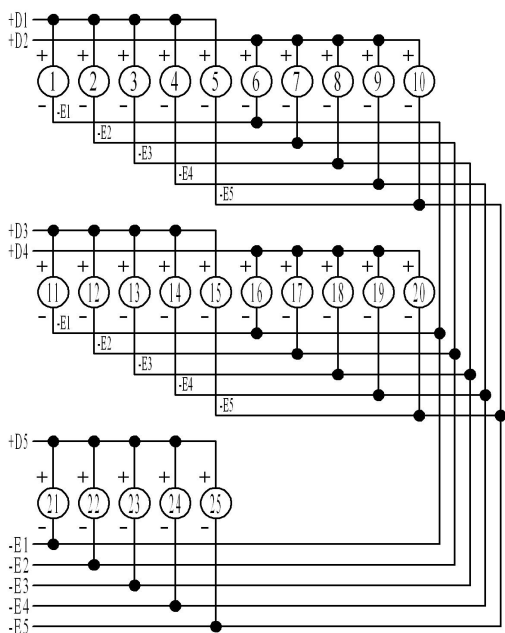 +D1
+D2
+ + + + + + + + + +
1 2 3 4 5 6 7 8 9 10
- - - - - - - - - -
-E1
-E2
-E3
-E4
-E5
+D3
+D4
+ + + + + + + + + +
11 12 13 14 15 16 17 18 19 20
- - - - - - - - - -
-E1
-E2
-E3
-E4
-E5
+D5
+ + + + +
21 22 23 24 25
- - - - -
-E1
-E2
-E3
-E4
-E5